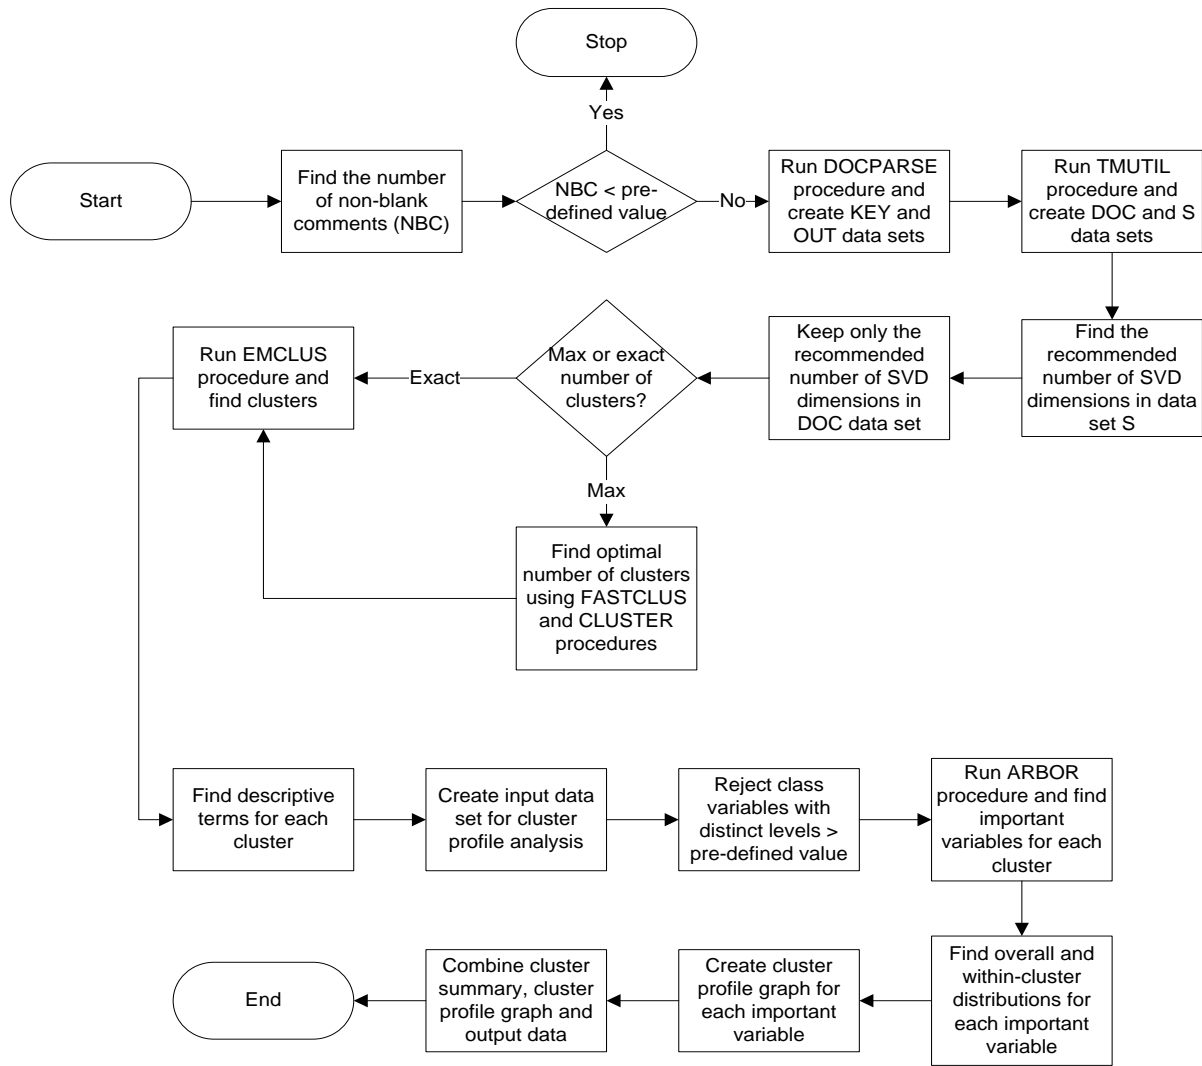 Stop
Yes
Start
Find the number
of non-blank
comments (NBC)
NBC < pre-
defined value
No
Run DOCPARSE
procedure and
create KEY and
OUT data sets
Run TMUTIL
procedure and
create DOC and S
data sets
Find the
recommended
number of SVD
dimensions in data
set S
Keep only the
recommended
number of SVD
dimensions in
DOC data set
Max or exact
number of
clusters?
Exact
Run EMCLUS
procedure and
find clusters
Max
Find optimal
number of clusters
using FASTCLUS
and CLUSTER
procedures
Find descriptive
terms for each
cluster
Create input data
set for cluster
profile analysis
Reject class
variables with
distinct levels >
pre-defined value
Run ARBOR
procedure and find
important
variables for each
cluster
Find overall and
within-cluster
distributions for
each important
variable
Create cluster
profile graph for
each important
variable
Combine cluster
summary, cluster
profile graph and
output data
End